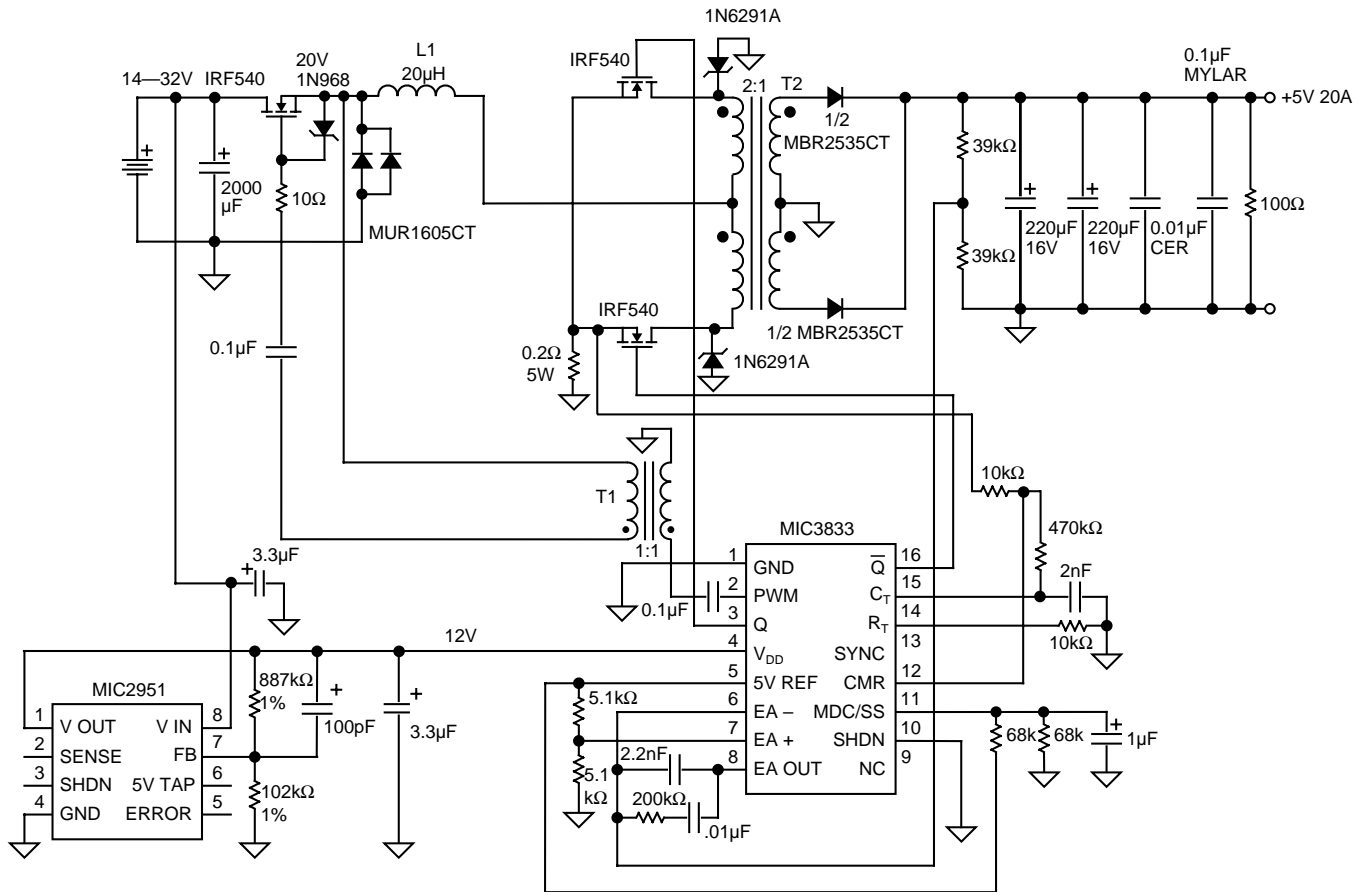 1N6291A
L1
20µH
20V
1N968
IRF540
14—32V
IRF540
2:1
T2
0.1µF
MYLAR
+5V 20A
1/2
MBR2535CT
39kΩ
2000
µF
10Ω
MUR1605CT
220µF
16V
220µF
16V
0.01µF
CER
100Ω
39kΩ
IRF540
1/2 MBR2535CT
0.1µF
0.2Ω
5W
1N6291A
T1
1:1
10kΩ
470kΩ
2nF
10kΩ
MIC3833
1
GND
2
PWM
3
Q
4
VDD
5
5V REF
6
EA –
7
EA +
8
EA OUT
16
Q̅
15
CT
14
RT
13
SYNC
12
CMR
11
MDC/SS
10
SHDN
9
NC
3.3µF
0.1µF
12V
MIC2951
1
V OUT
2
SENSE
3
SHDN
4
GND
V IN
8
FB
7
5V TAP
6
ERROR
5
887kΩ
1%
100pF
3.3µF
102kΩ
1%
5.1kΩ
5.1
kΩ
2.2nF
200kΩ
.01µF
68k
68k
1µF